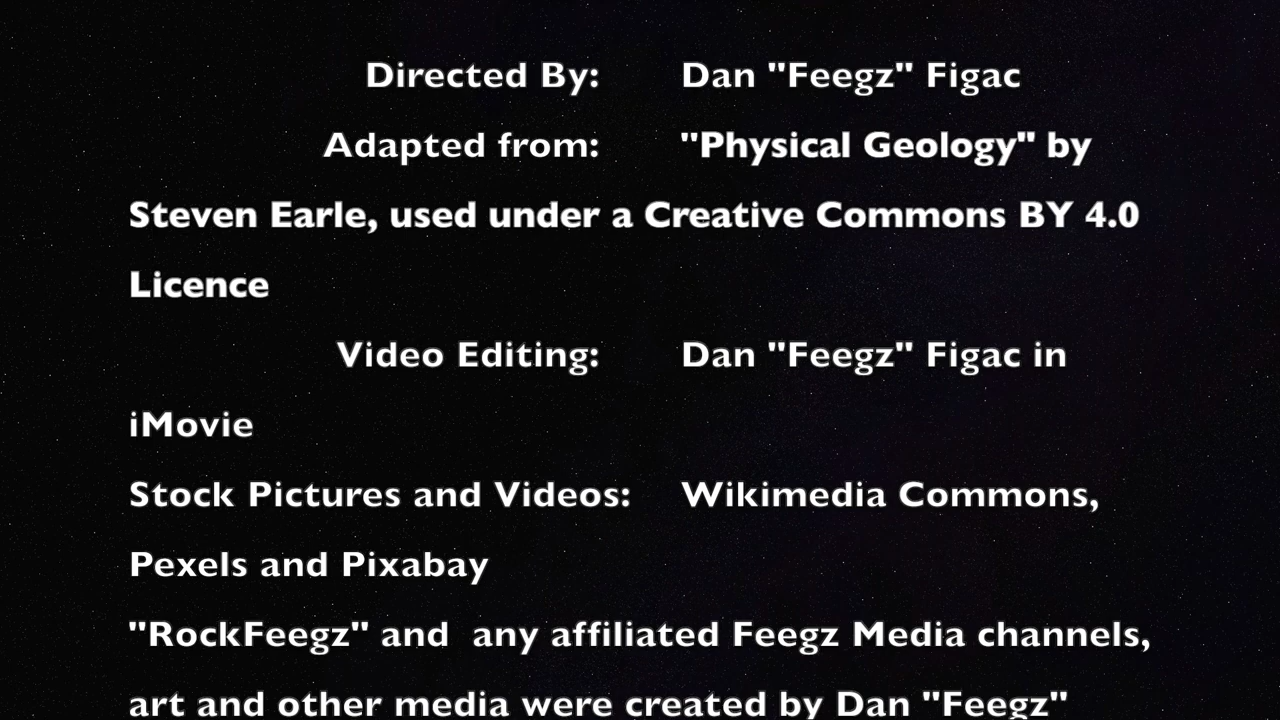 Directed By: Dan "Feegz" Figac
Adapted from: "Physical Geology" by
Steven Earle, used under a Creative Commons BY 4.0
Licence
Video Editing: Dan "Feegz" Figac in
iMovie
Stock Pictures and Videos: Wikimedia Commons,
Pexels and Pixabay
"RockFeegz" and  any affiliated Feegz Media channels,
art and other media were created by Dan "Feegz"